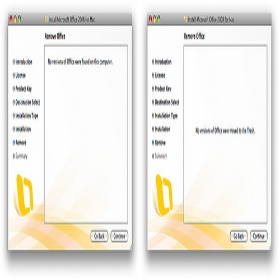 Install Microsoft Office 2008 for Mac
Remove Office
Introduction
License
Product Key
Destination Select
Installation Type
Installation
Remove
Summary
No versions of Office were found on this computer.
Go Back
Continue
Install Microsoft Office 2008 for Mac
Remove Office
Introduction
License
Product Key
Destination Select
Installation Type
Installation
Remove
Summary
No versions of Office were moved to the Trash.
Go Back
Continue